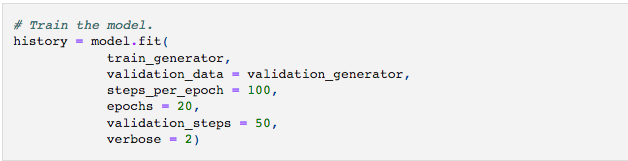 # Train the model.
history = model.fit(
            train_generator,
            validation_data = validation_generator,
            steps_per_epoch = 100,
            epochs = 20,
            validation_steps = 50,
            verbose = 2)